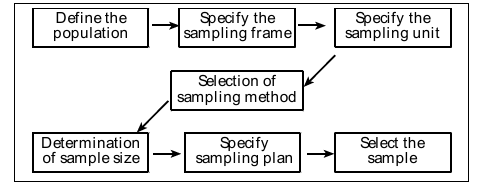 Define the
population
Specify the
sampling frame
Specify the
sampling unit
Selection of
sampling method
Determination
of sample size
Specify
sampling plan
Select the
sample